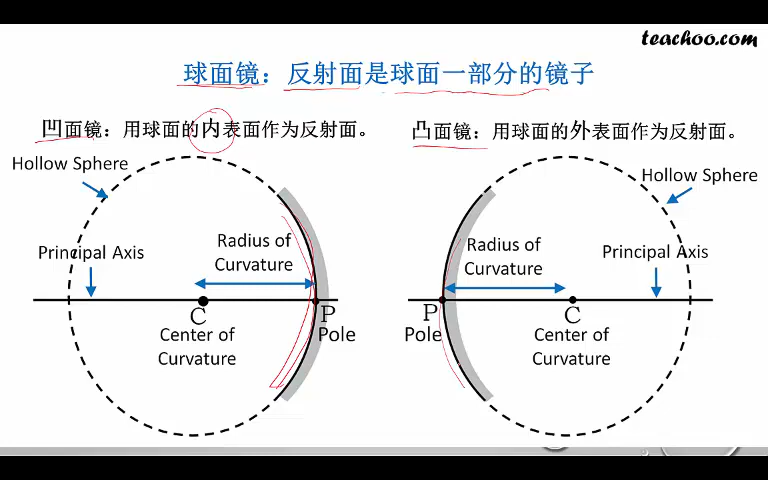 teachoo.com
球面镜：反射面是球面一部分的镜子
凹面镜：用球面的内表面作为反射面。
凸面镜：用球面的外表面作为反射面。
Hollow Sphere
Principal Axis
Radius of
Curvature
C
Center of
Curvature
P
Pole
Hollow Sphere
Radius of
Curvature
Principal Axis
P
Pole
C
Center of
Curvature